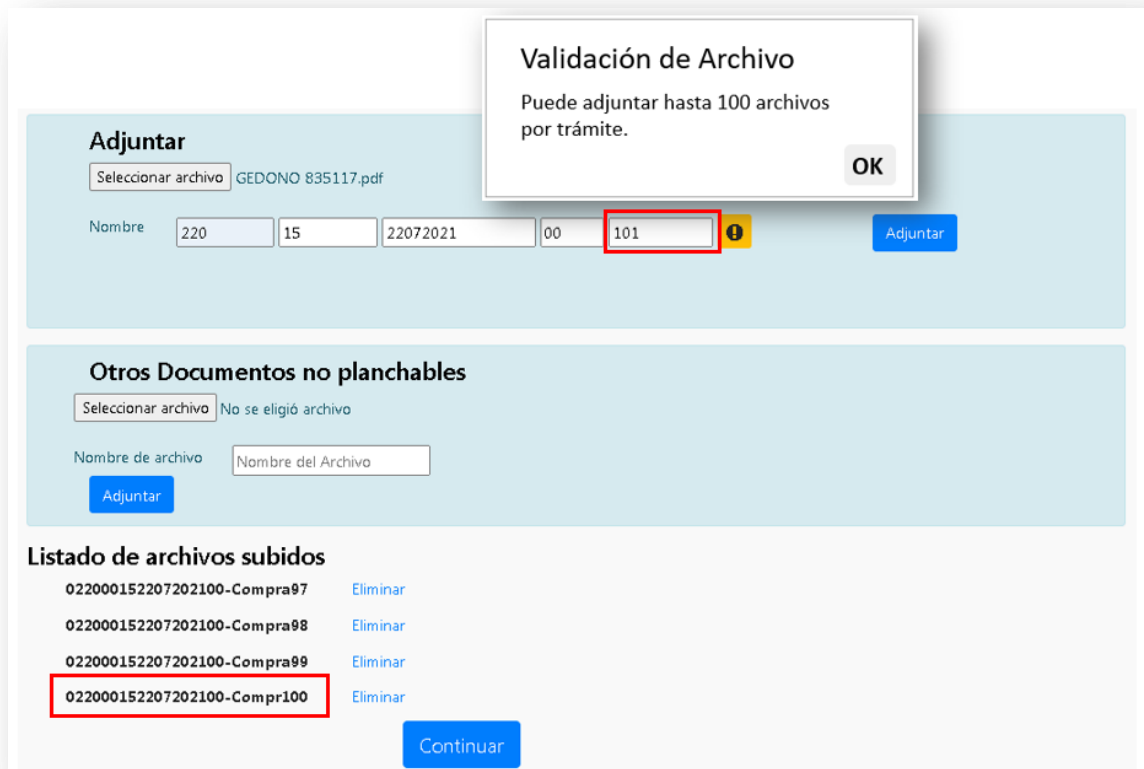 Validación de Archivo
Puede adjuntar hasta 100 archivos
por trámite.
OK
Adjuntar
Seleccionar archivo GEDONO 835117.pdf
Nombre 220 15 22072021 00 101 Adjuntar
Otros Documentos no planchables
Seleccionar archivo No se eligió archivo
Nombre de archivo Nombre del Archivo
Adjuntar
Listado de archivos subidos
022000152207202100-Compra97 Eliminar
022000152207202100-Compra98 Eliminar
022000152207202100-Compra99 Eliminar
022000152207202100-Compr100 Eliminar
Continuar